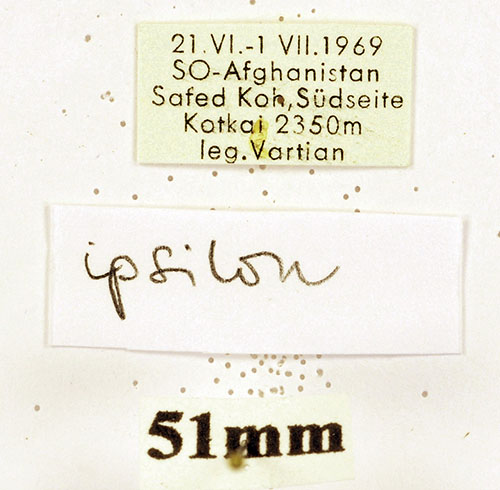 21.VI.-1 VII.1969
SO-Afghanistan
Safed Koh,Südseite
Kotkai 2350m
leg.Vartian
ipsilon
51mm